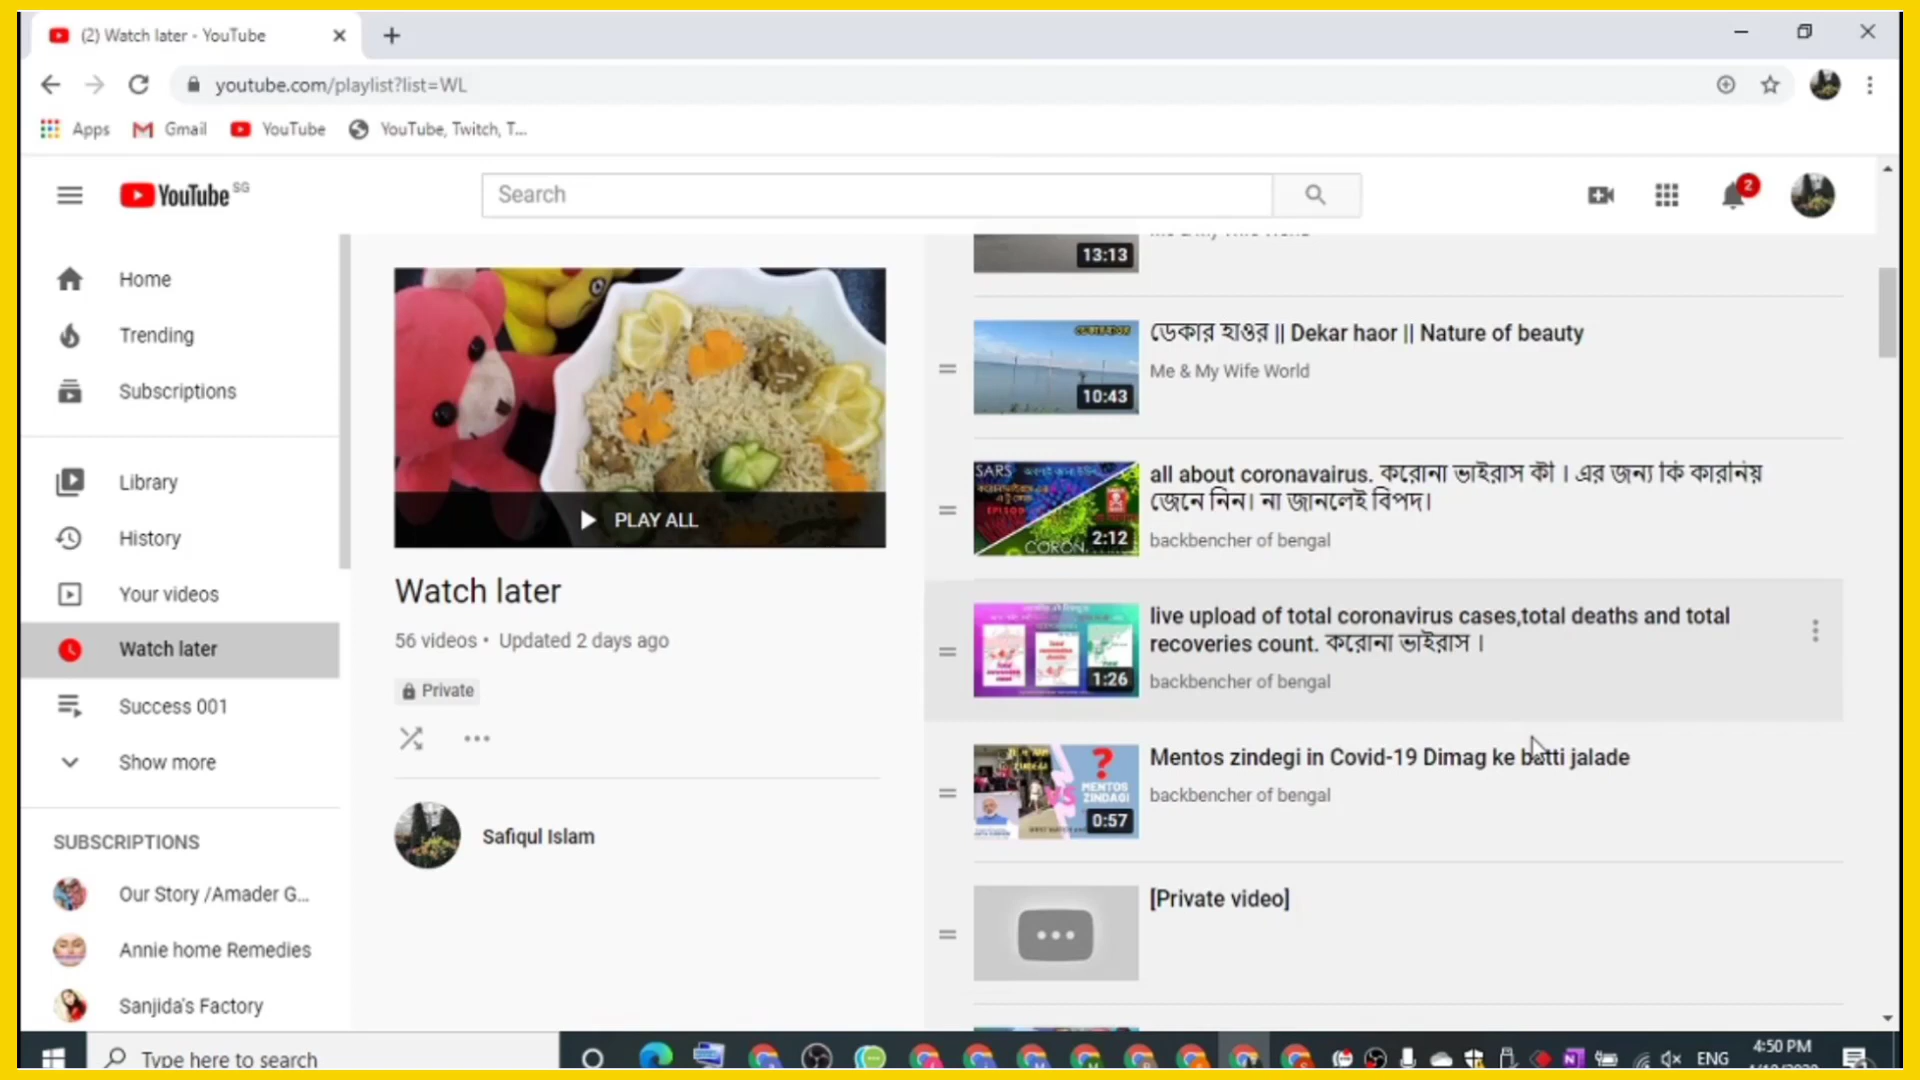 (2) Watch later - YouTube
youtube.com/playlist?list=WL
Apps Gmail YouTube YouTube, Twitch, T...
YouTube SG
Search
2
Home
Trending
Subscriptions
Library
History
Your videos
Watch later
Success 001
Show more
SUBSCRIPTIONS
Our Story /Amader G...
Annie home Remedies
Sanjida's Factory
PLAY ALL
Watch later
56 videos • Updated 2 days ago
Private
Safiqul Islam
13:13
10:43
ডেকার হাওর || Dekar haor || Nature of beauty
Me & My Wife World
SARS
2:12
all about coronavairus. করোনা ভাইরাস কী । এর জন্য কি কারনিয়
জেনে নিন। না জানলেই বিপদ।
backbencher of bengal
1:26
live upload of total coronavirus cases,total deaths and total
recoveries count. করোনা ভাইরাস ।
backbencher of bengal
?
VS
MENTOS
ZINDAGI
0:57
Mentos zindegi in Covid-19 Dimag ke batti jalade
backbencher of bengal
[Private video]
Type here to search
ENG
4:50 PM